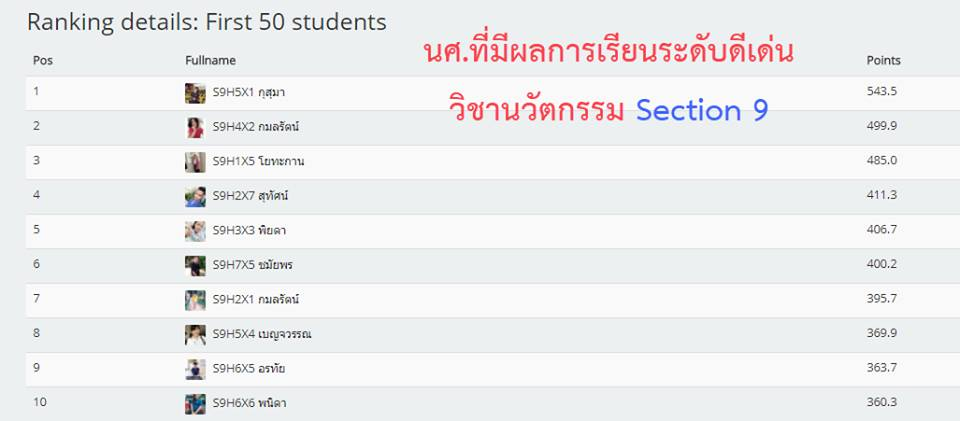 Ranking details: First 50 students
นศ.ที่มีผลการเรียนระดับดีเด่น
วิชานวัตกรรม Section 9
Pos Fullname Points
1 S9H5X1 กุสุมา 543.5
2 S9H4X2 กมลรัตน์ 499.9
3 S9H1X5 โยทะกาน 485.0
4 S9H2X7 สุทัศน์ 411.3
5 S9H3X3 พิยดา 406.7
6 S9H7X5 ชมัยพร 400.2
7 S9H2X1 กมลรัตน์ 395.7
8 S9H5X4 เบญจวรรณ 369.9
9 S9H6X5 อรทัย 363.7
10 S9H6X6 พนิดา 360.3